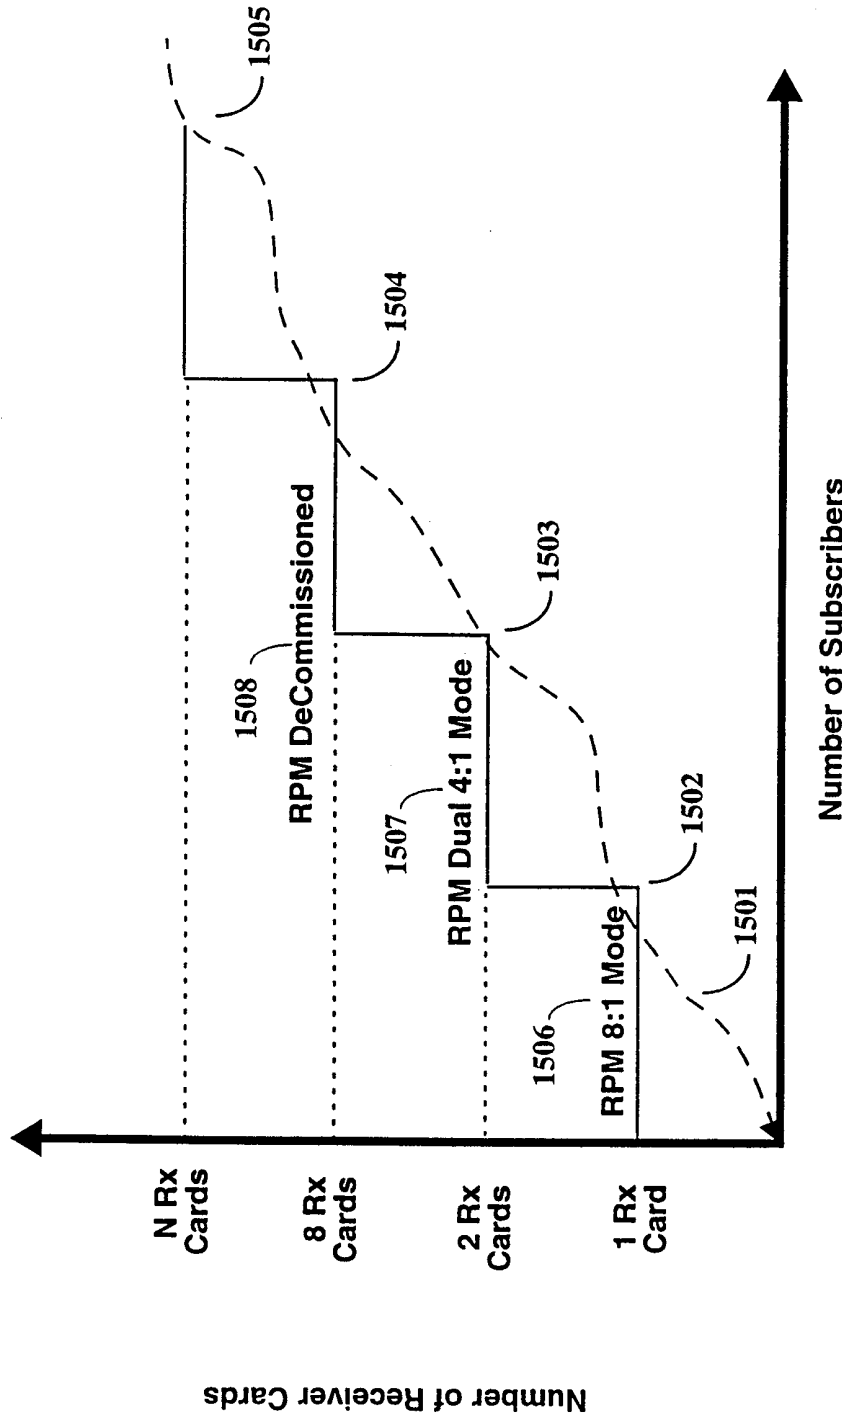 1505
N Rx
Cards
1504
1508
RPM DeCommissioned
8 Rx
Cards
1503
1507
RPM Dual 4:1 Mode
2 Rx
Cards
1502
1506
RPM 8:1 Mode
1 Rx
Card
1501
Number of Receiver Cards
Number of Subscribers